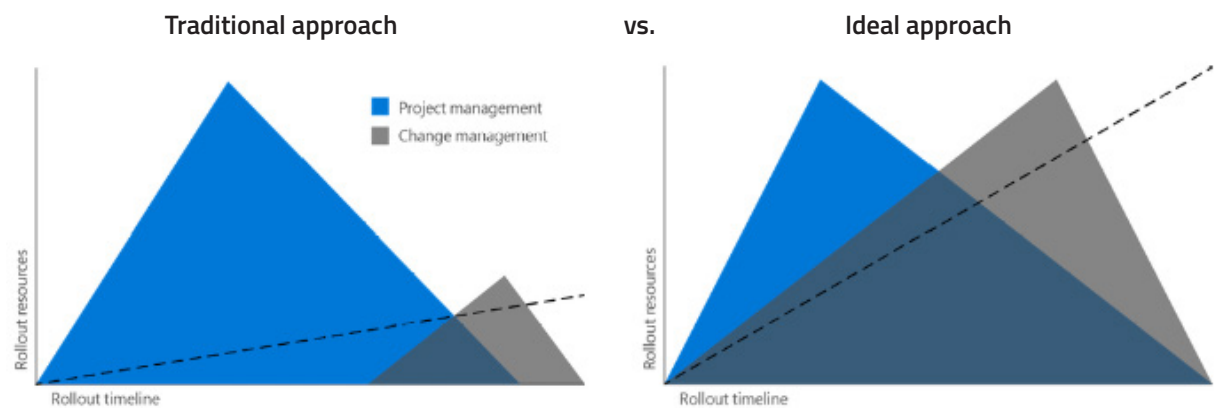 Traditional approach vs. Ideal approach
Project management
Change management
Rollout resources
Rollout timeline
Rollout resources
Rollout timeline